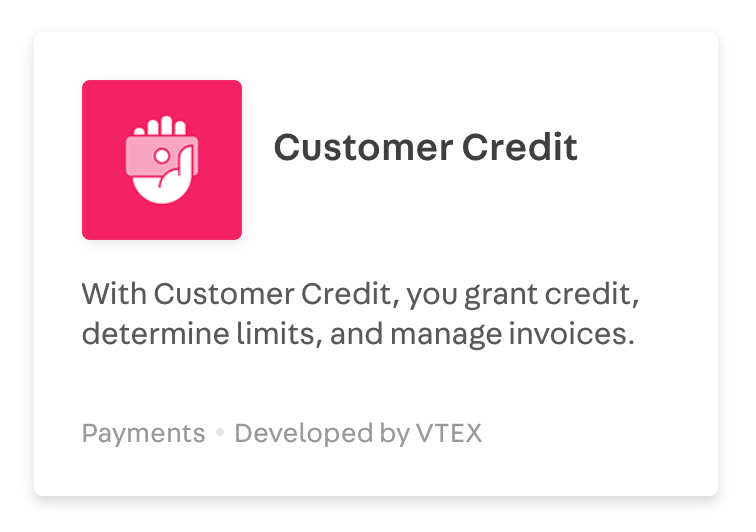 Customer Credit
With Customer Credit, you grant credit,
determine limits, and manage invoices.
Payments • Developed by VTEX